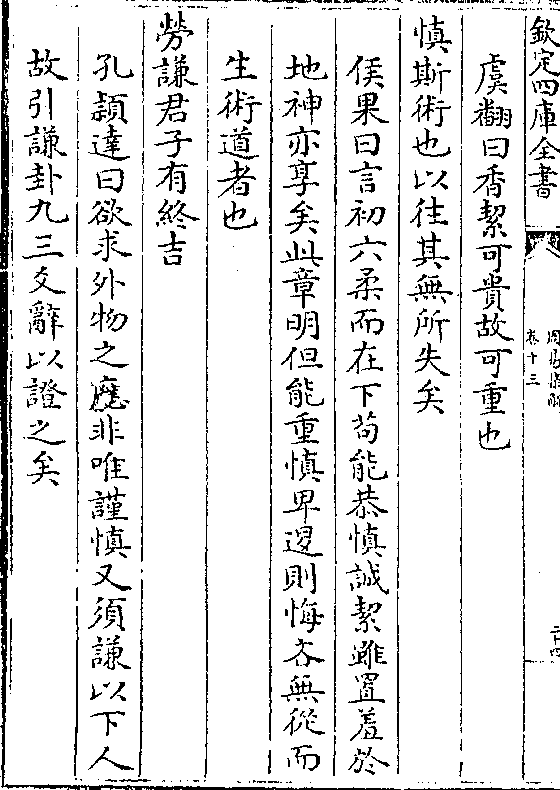 欽定四庫全書
卷十三
虞翻曰香絜可貴故可重也
慎斯術也以往其無所失矣
侯果曰言初六柔而在下苟能恭慎誠絜雖置羞於
地神亦享矣此章明但能重慎卑退則悔吝無從而
生術道者也
勞謙君子有終吉
孔頴達曰欲求外物之應非唯謹慎又須謙以下人
故引謙卦九三爻辭以證之矣